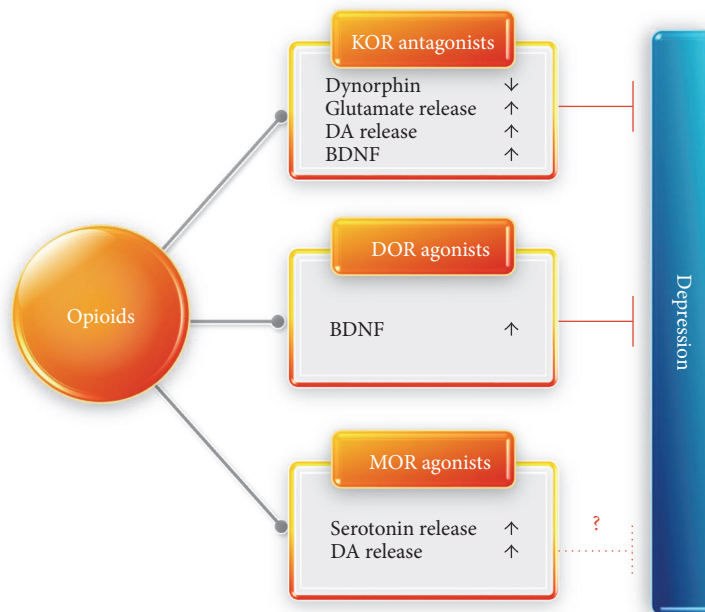 KOR antagonists
Dynorphin ↓
Glutamate release ↑
DA release ↑
BDNF ↑
DOR agonists
BDNF ↑
Opioids
MOR agonists
Serotonin release ↑
DA release ↑
?
Depression